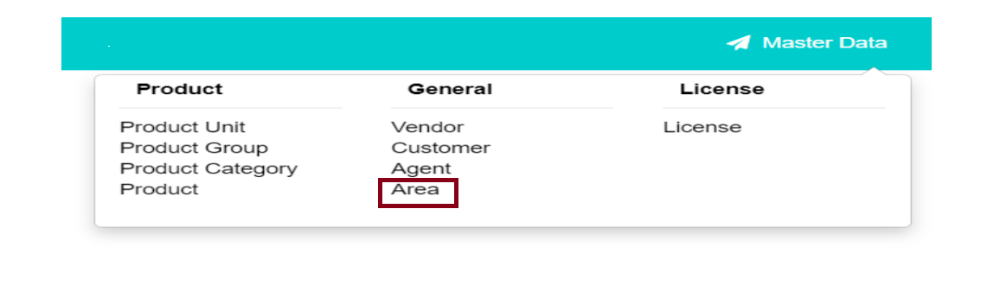 Master Data
Product
Product Unit
Product Group
Product Category
Product
General
Vendor
Customer
Agent
Area
License
License